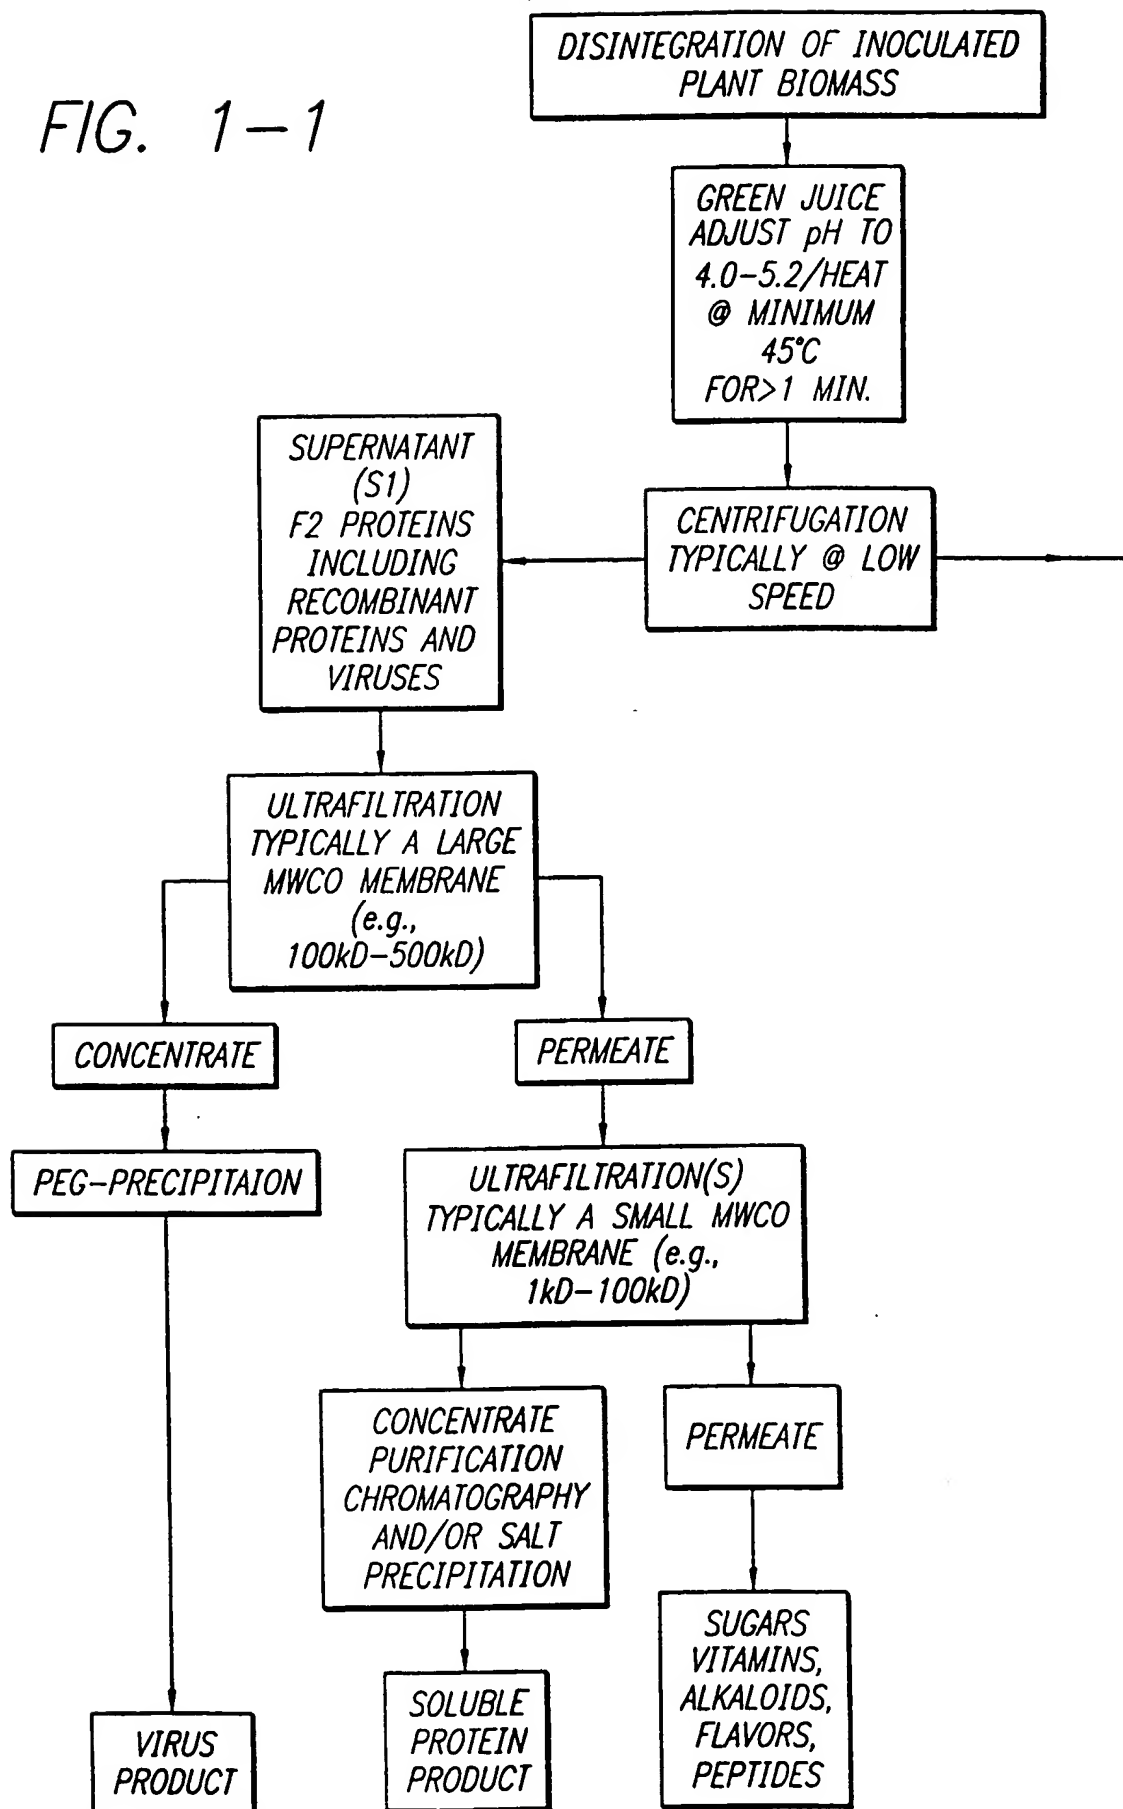 FIG. 1-1
DISINTEGRATION OF INOCULATED
PLANT BIOMASS
GREEN JUICE
ADJUST pH TO
4.0-5.2/HEAT
@ MINIMUM
45°C
FOR>1 MIN.
CENTRIFUGATION
TYPICALLY @ LOW
SPEED
SUPERNATANT
(S1)
F2 PROTEINS
INCLUDING
RECOMBINANT
PROTEINS AND
VIRUSES
ULTRAFILTRATION
TYPICALLY A LARGE
MWCO MEMBRANE
(e.g.,
100kD-500kD)
CONCENTRATE
PERMEATE
PEG-PRECIPITAION
ULTRAFILTRATION(S)
TYPICALLY A SMALL MWCO
MEMBRANE (e.g.,
1kD-100kD)
CONCENTRATE
PURIFICATION
CHROMATOGRAPHY
AND/OR SALT
PRECIPITATION
PERMEATE
VIRUS
PRODUCT
SOLUBLE
PROTEIN
PRODUCT
SUGARS
VITAMINS,
ALKALOIDS,
FLAVORS,
PEPTIDES